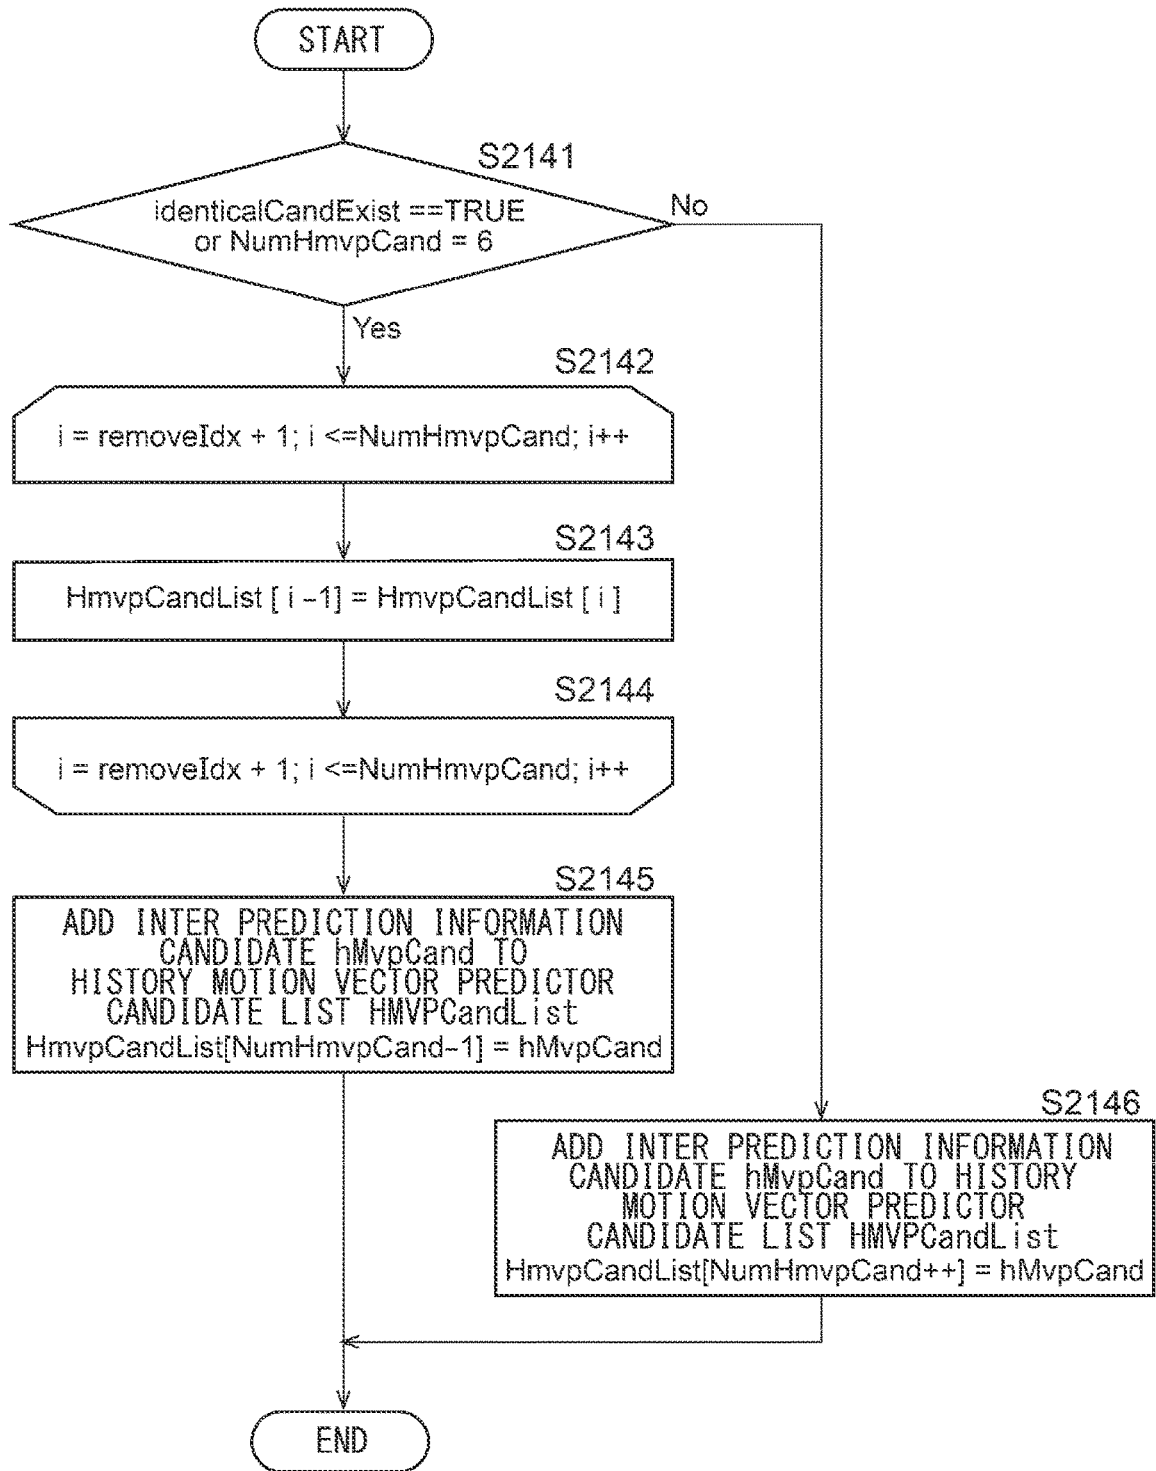 START
S2141
identicalCandExist ==TRUE
or NumHmvpCand = 6
No
Yes
S2142
i = removeIdx + 1; i <=NumHmvpCand; i++
S2143
HmvpCandList [ i -1] = HmvpCandList [ i ]
S2144
i = removeIdx + 1; i <=NumHmvpCand; i++
S2145
ADD INTER PREDICTION INFORMATION
CANDIDATE hMvpCand TO
HISTORY MOTION VECTOR PREDICTOR
CANDIDATE LIST HMVPCandList
HmvpCandList[NumHmvpCand-1] = hMvpCand
S2146
ADD INTER PREDICTION INFORMATION
CANDIDATE hMvpCand TO HISTORY
MOTION VECTOR PREDICTOR
CANDIDATE LIST HMVPCandList
HmvpCandList[NumHmvpCand++] = hMvpCand
END